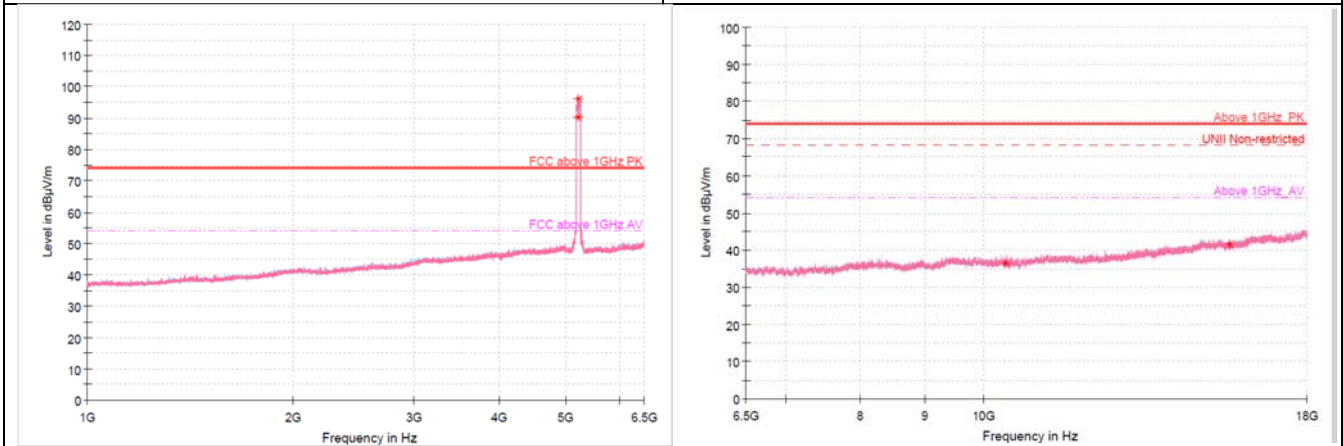 120
110
100
90
80
70
60
50
40
30
20
10
0
Level in dBµV/m
FCC above 1GHz PK
FCC above 1GHz AV
1G
2G
3G
4G
5G
6.5G
Frequency in Hz
100
90
80
70
60
50
40
30
20
10
0
Level in dBµV/m
Above 1GHz_PK
UNII Non-restricted
Above 1GHz_AV
6.5G
8
9
10G
18G
Frequency in Hz